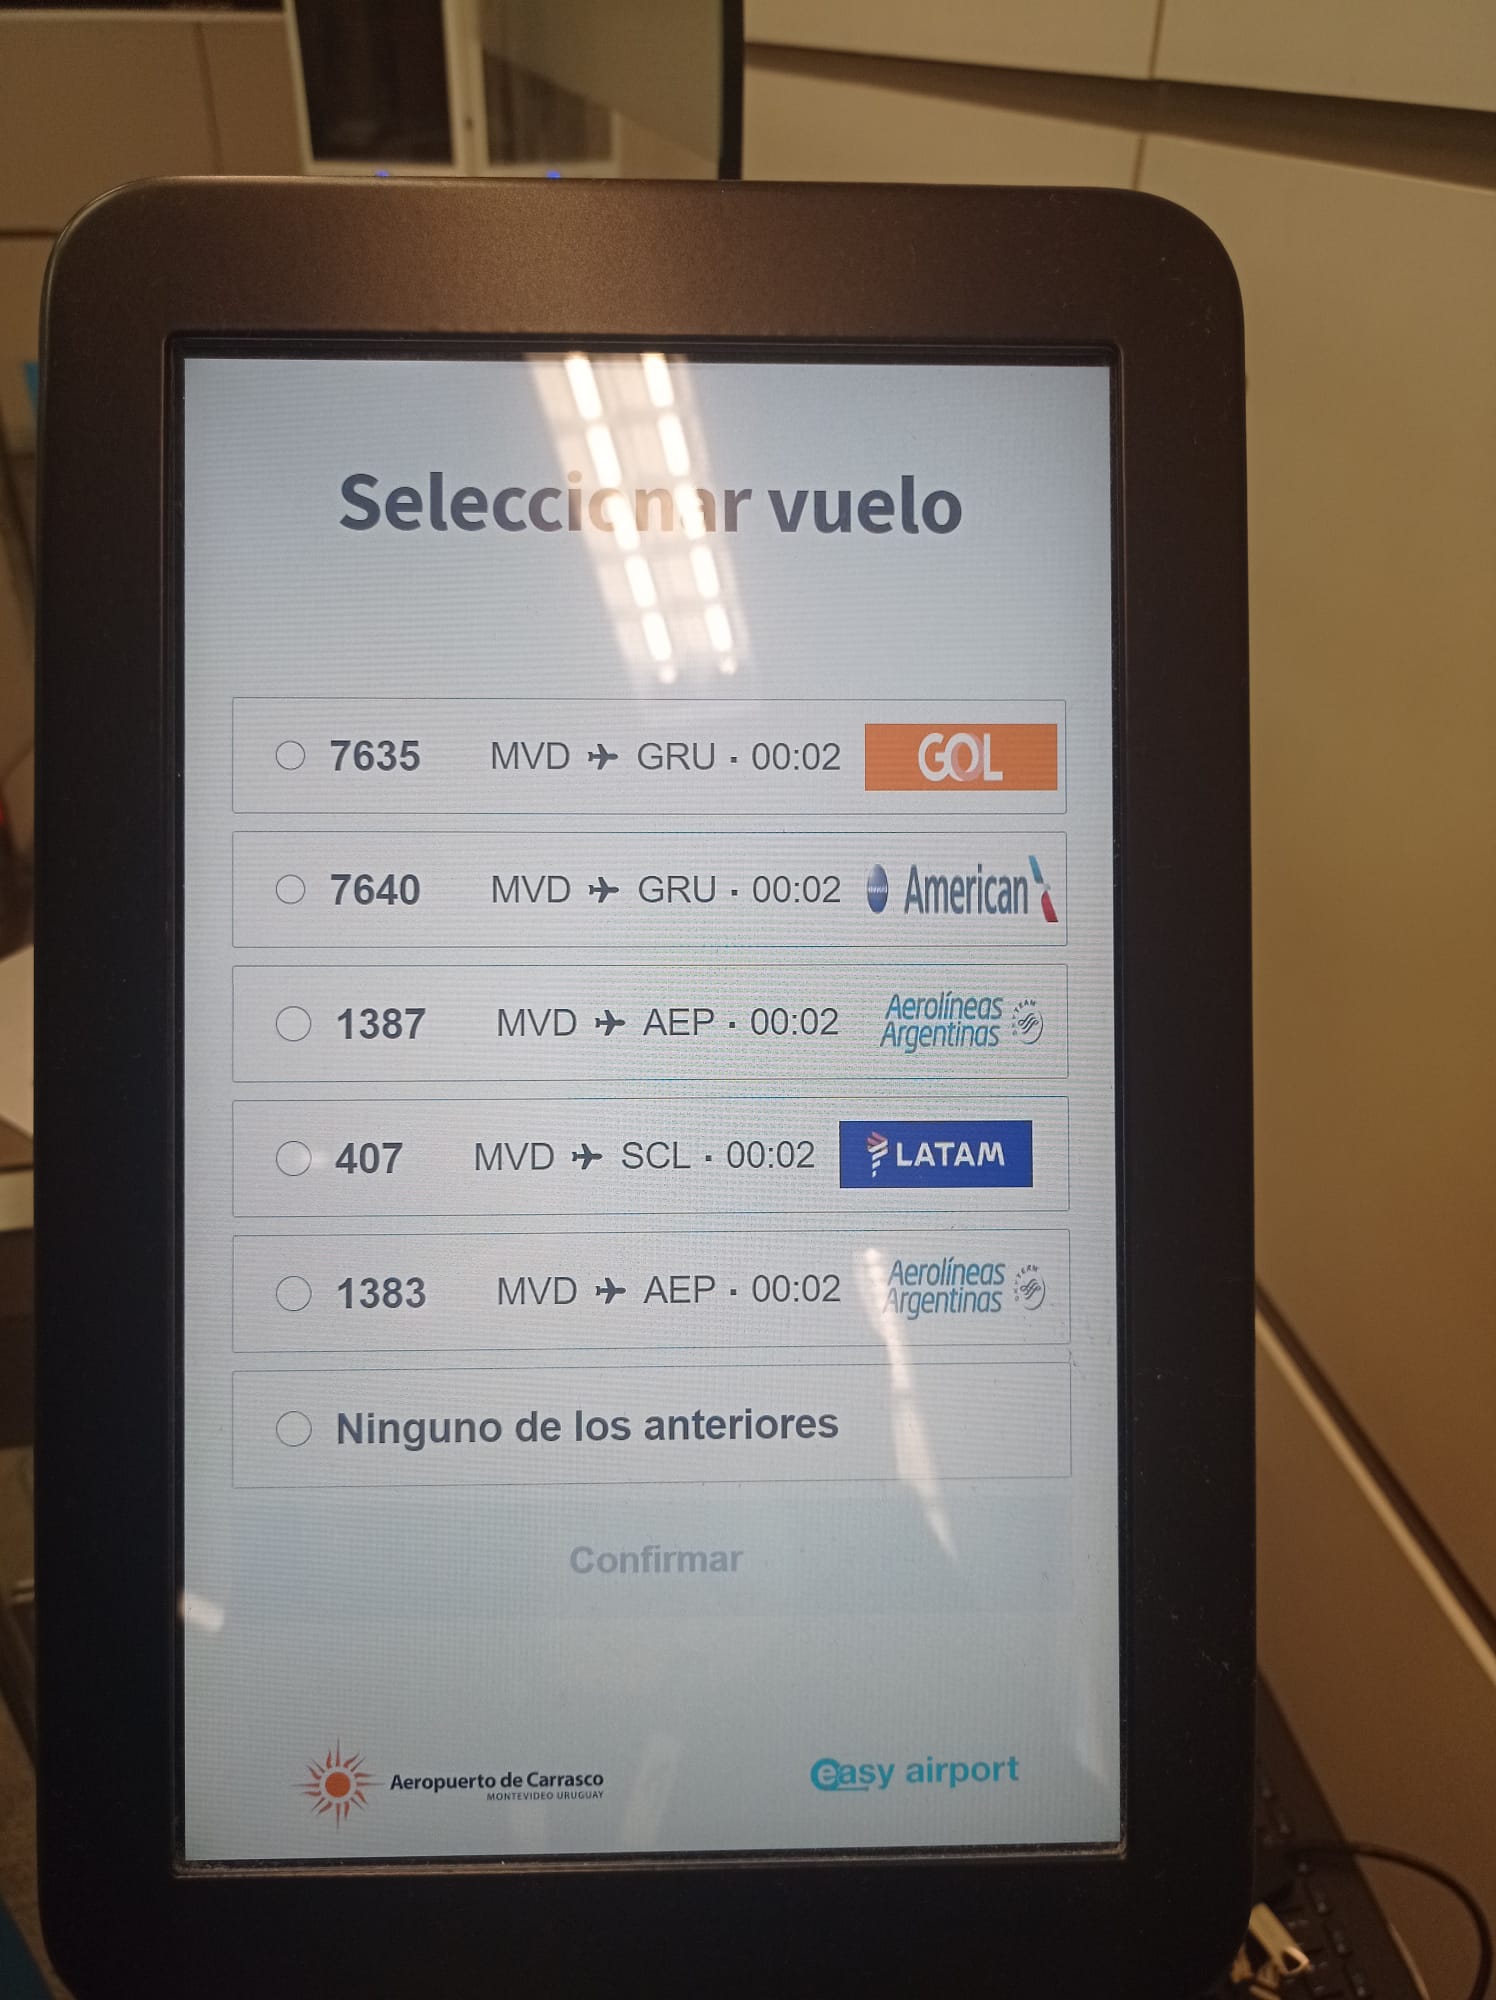 Seleccionar vuelo
7635 MVD GRU · 00:02 GOL
7640 MVD GRU · 00:02 American
1387 MVD AEP · 00:02 Aerolíneas Argentinas
407 MVD SCL · 00:02 LATAM
1383 MVD AEP · 00:02 Aerolíneas Argentinas
Ninguno de los anteriores
Confirmar
Aeropuerto de Carrasco
MONTEVIDEO URUGUAY
easy airport